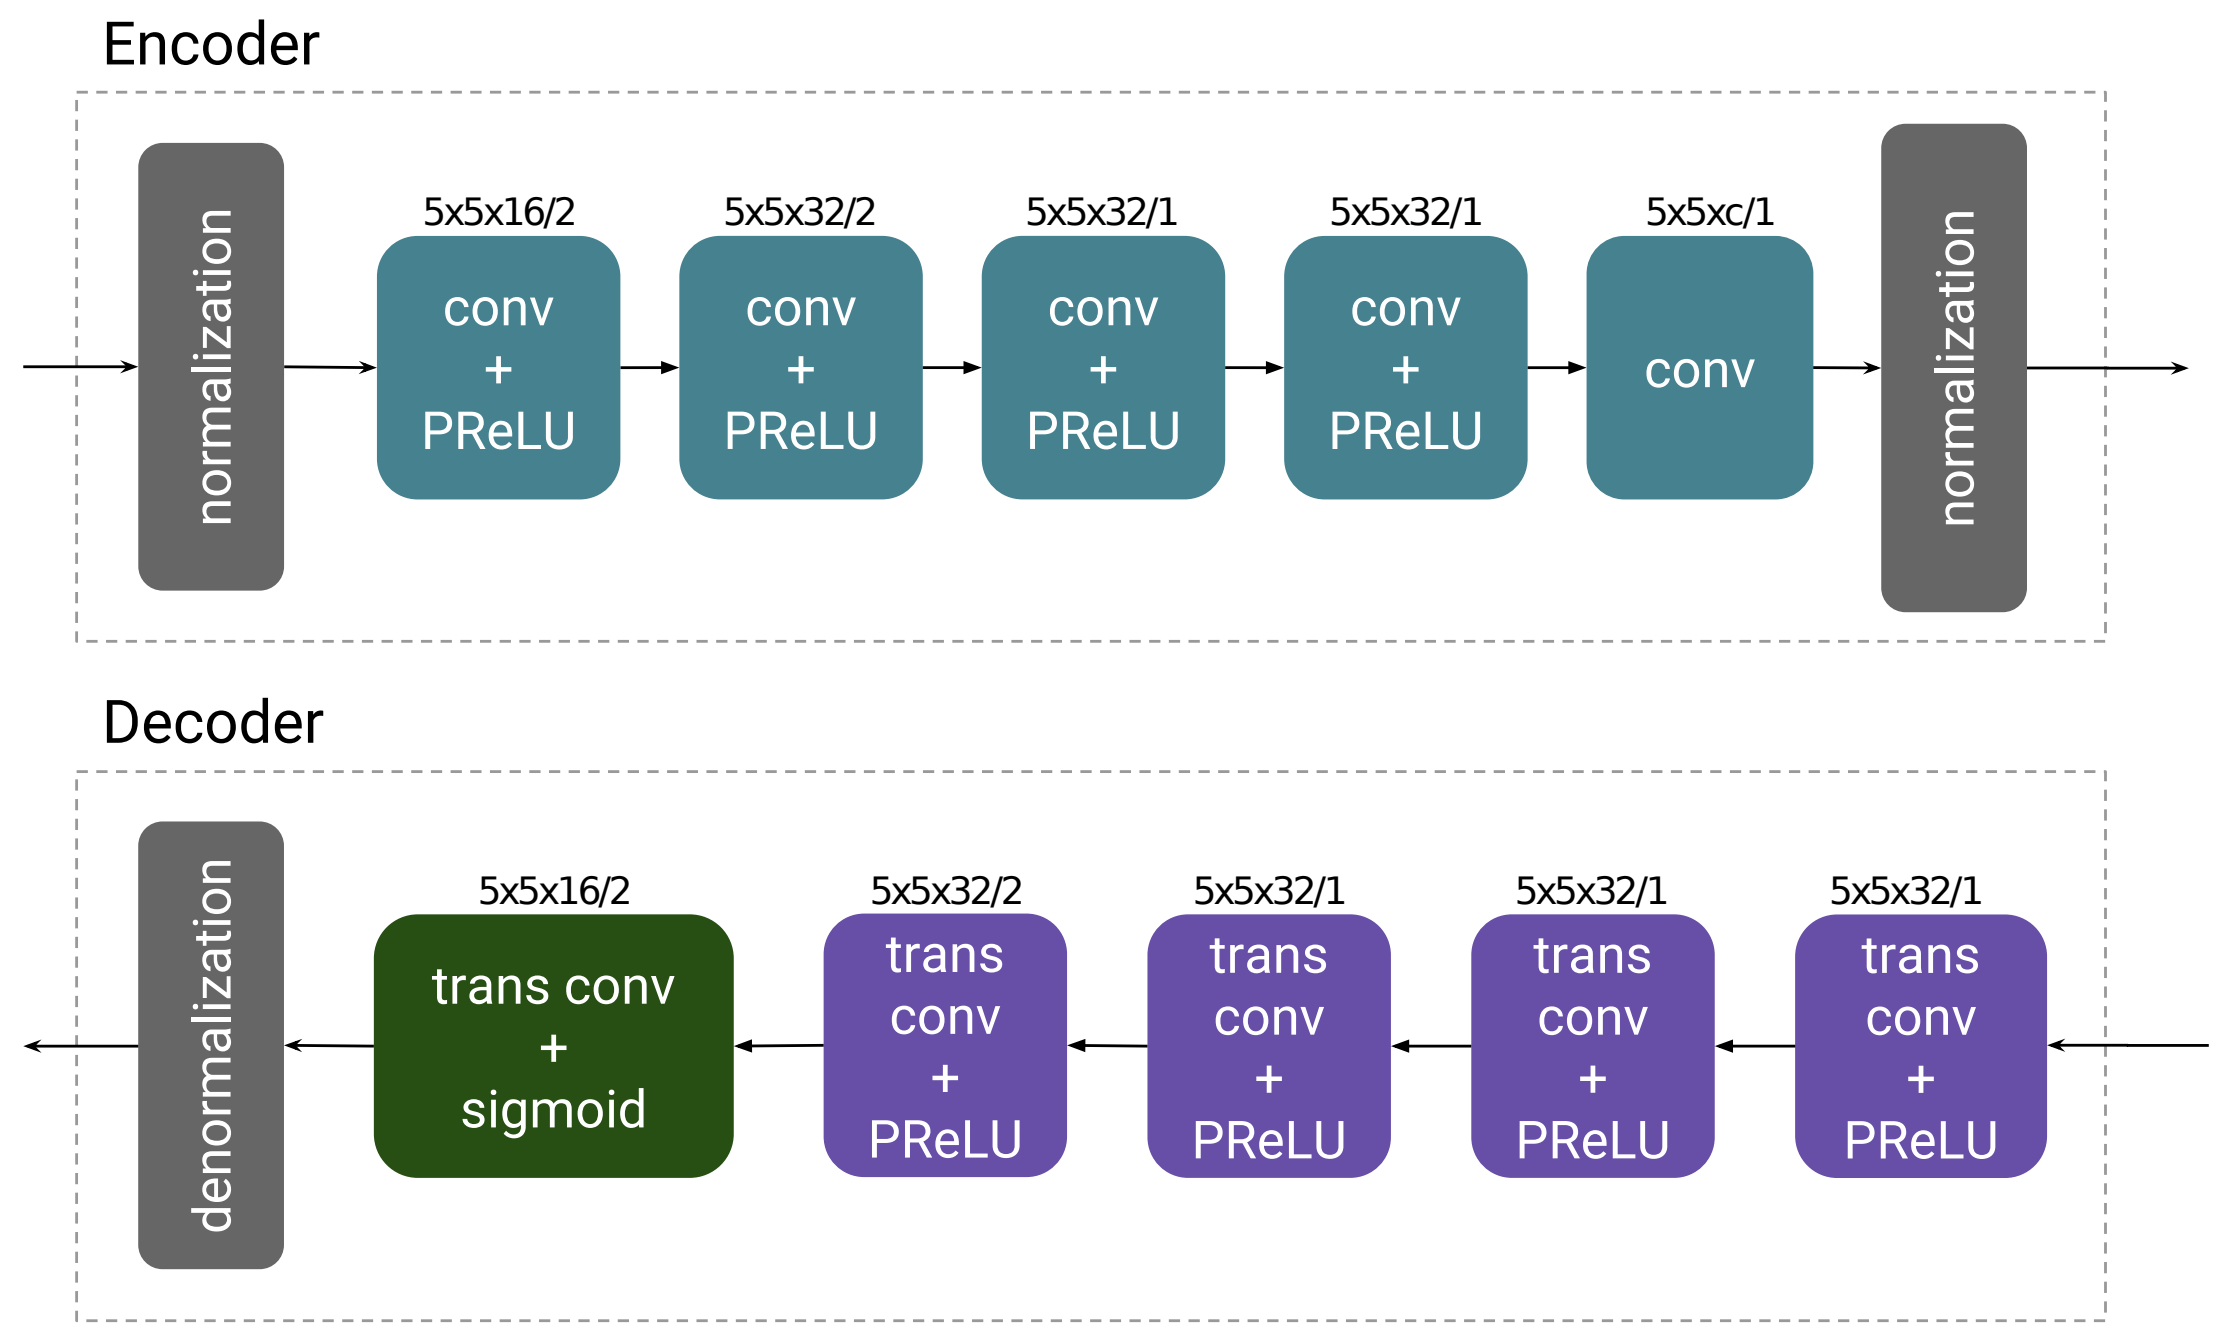 Encoder
normalization
5x5x16/2
conv
+
PReLU
5x5x32/2
conv
+
PReLU
5x5x32/1
conv
+
PReLU
5x5x32/1
conv
+
PReLU
5x5xc/1
conv
normalization
Decoder
denormalization
5x5x16/2
trans conv
+
sigmoid
5x5x32/2
trans
conv
+
PReLU
5x5x32/1
trans
conv
+
PReLU
5x5x32/1
trans
conv
+
PReLU
5x5x32/1
trans
conv
+
PReLU